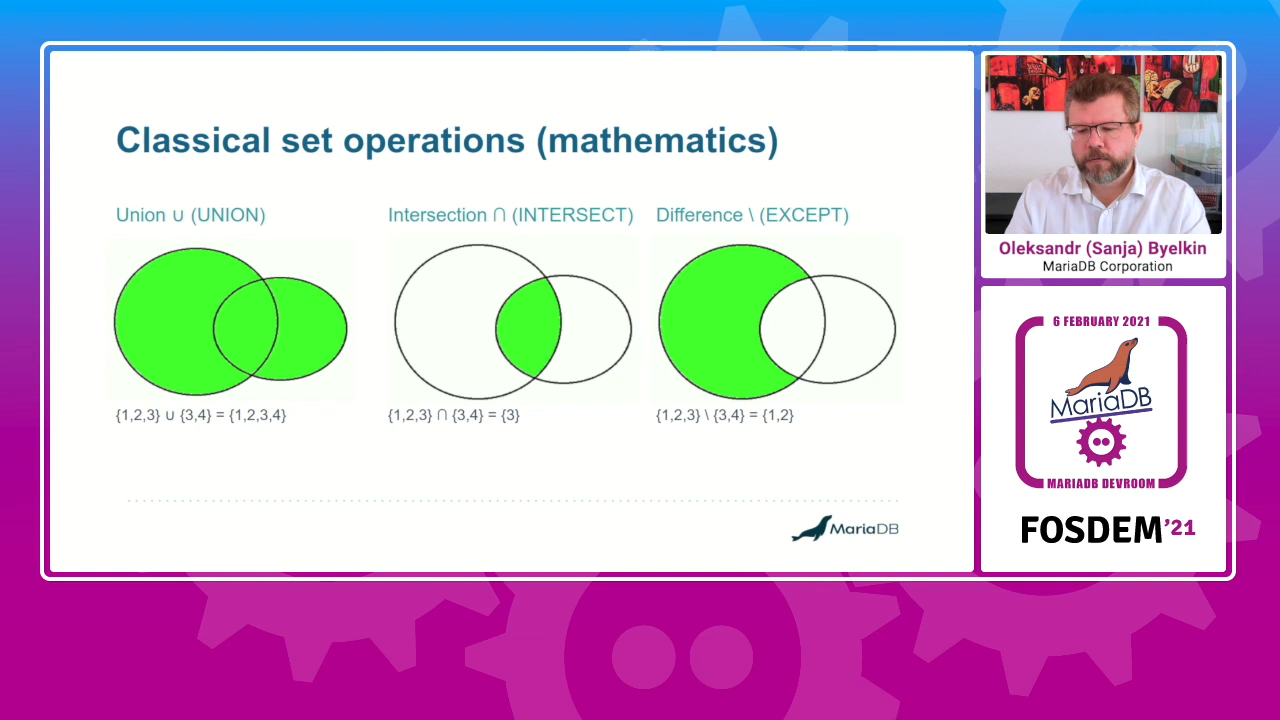 Classical set operations (mathematics)
Union ∪ (UNION)
Intersection ⋂ (INTERSECT)
Difference \ (EXCEPT)
{1,2,3} ∪ {3,4} = {1,2,3,4}
{1,2,3} ⋂ {3,4} = {3}
{1,2,3} \ {3,4} = {1,2}
MariaDB
Oleksandr (Sanja) Byelkin
MariaDB Corporation
6 FEBRUARY 2021
MariaDB
MARIADB DEVROOM
FOSDEM'21